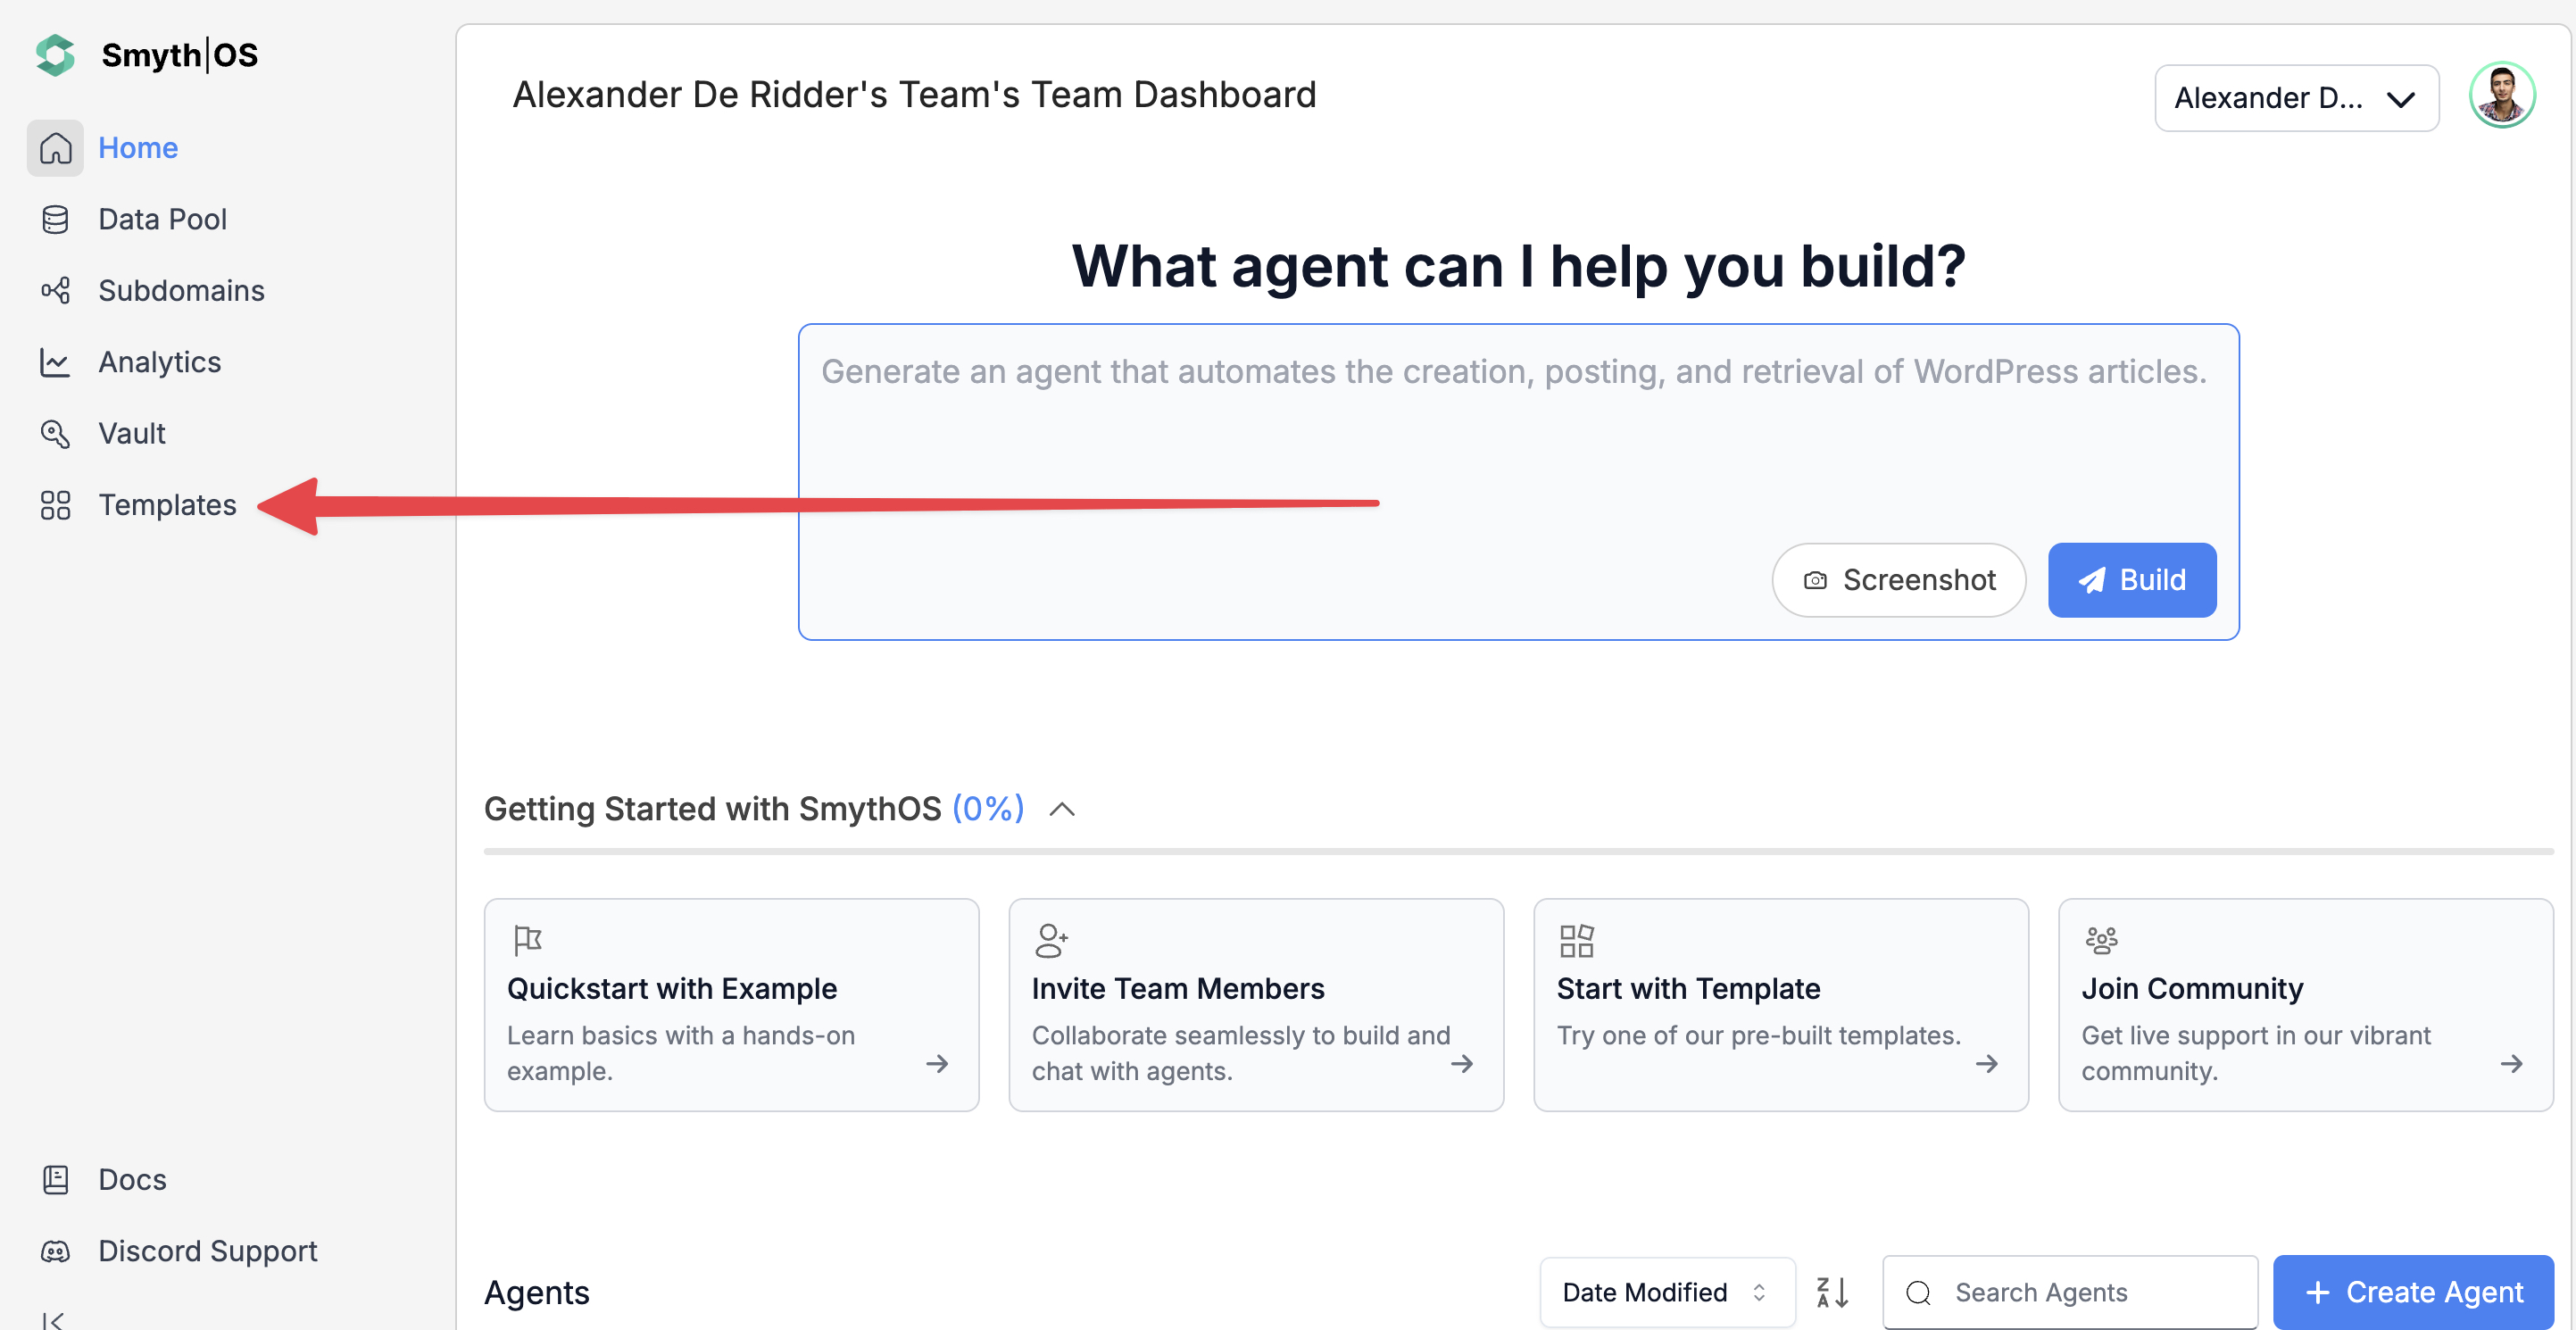 Smyth|OS
Home
Data Pool
Subdomains
Analytics
Vault
Templates
Docs
Discord Support
Alexander De Ridder's Team's Team Dashboard
Alexander D...
What agent can I help you build?
Generate an agent that automates the creation, posting, and retrieval of WordPress articles.
Screenshot
Build
Getting Started with SmythOS (0%)
Quickstart with Example
Learn basics with a hands-on
example.
Invite Team Members
Collaborate seamlessly to build and
chat with agents.
Start with Template
Try one of our pre-built templates.
Join Community
Get live support in our vibrant
community.
Agents
Date Modified
Search Agents
+ Create Agent